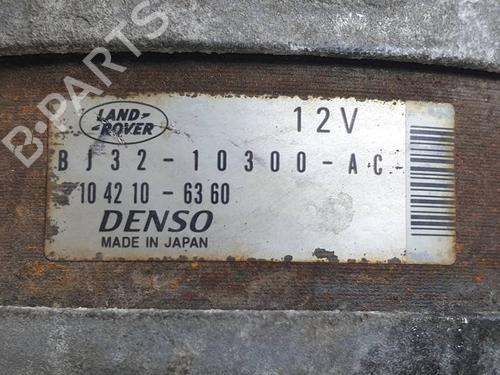 B-PARTS
LAND-
-ROVER
12V
BJ32-10300-AC
104210-6360
DENSO
MADE IN JAPAN